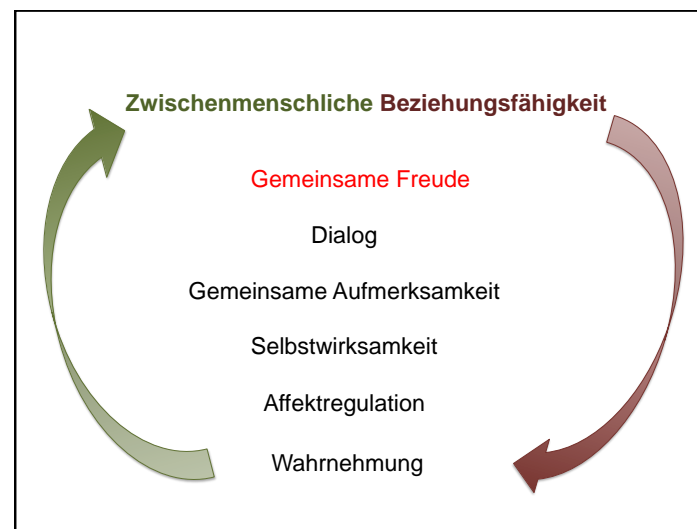 Zwischenmenschliche Beziehungsfähigkeit
Gemeinsame Freude
Dialog
Gemeinsame Aufmerksamkeit
Selbstwirksamkeit
Affektregulation
Wahrnehmung